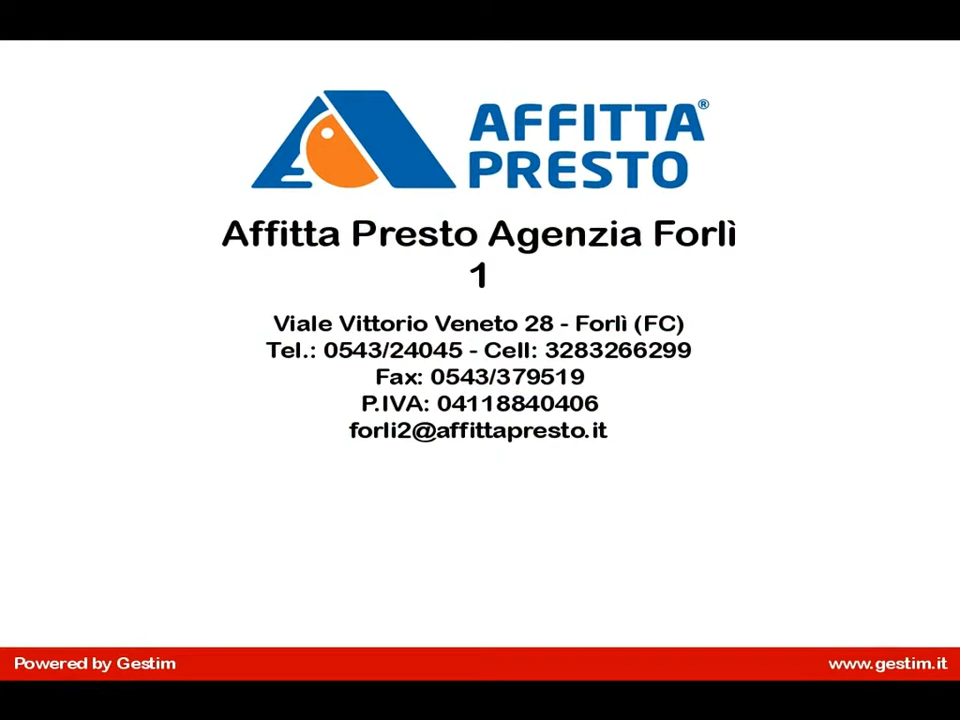 AFFITTA®
PRESTO
Affitta Presto Agenzia Forlì
1
Viale Vittorio Veneto 28 - Forlì (FC)
Tel.: 0543/24045 - Cell: 3283266299
Fax: 0543/379519
P.IVA: 04118840406
forli2@affittapresto.it
Powered by Gestim
www.gestim.it